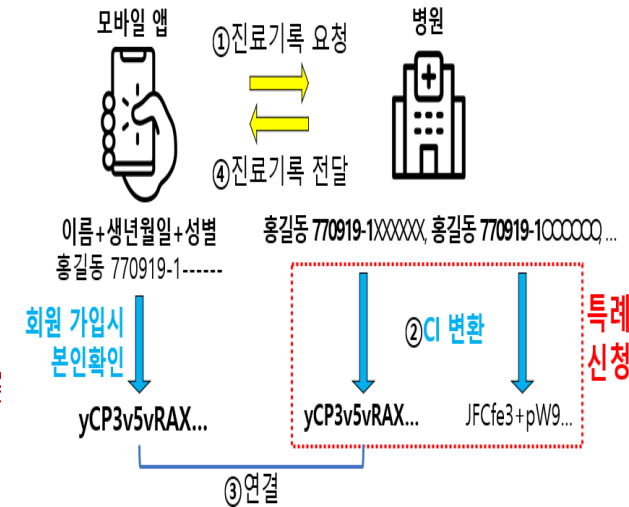 모바일 앱
병원
①진료기록 요청
④진료기록 전달
이름+생년월일+성별
홍길동 770919-1------
홍길동 770919-1XXXXXX, 홍길동 770919-1OOOOOO, ...
회원 가입시
본인확인
②CI 변환
특례
신청
yCP3v5vRAX...
yCP3v5vRAX...
JFCfe3+pW9...
③연결